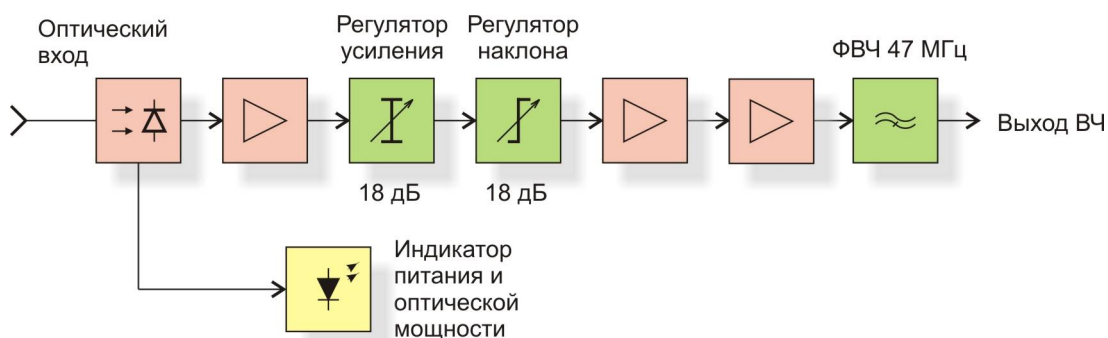 Оптический
вход
Регулятор
усиления
Регулятор
наклона
ФВЧ 47 МГц
Выход ВЧ
18 дБ
18 дБ
Индикатор
питания и
оптической
мощности